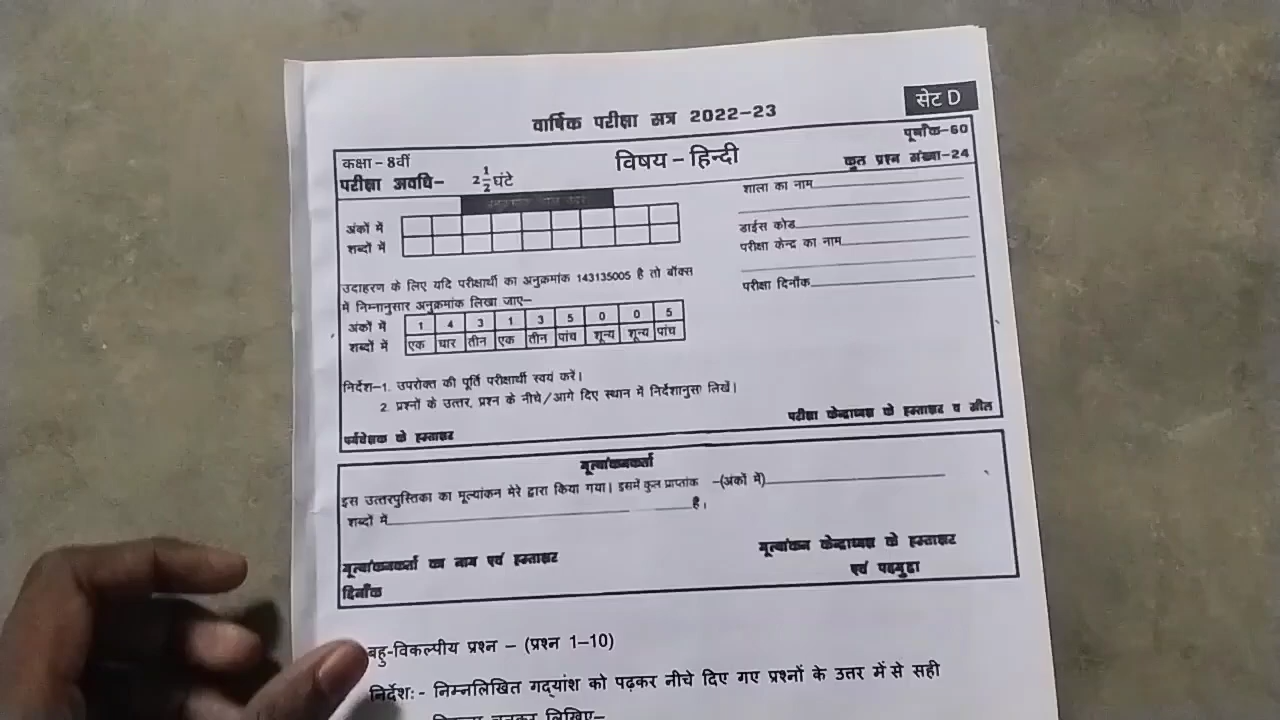 सेट D
वार्षिक परीक्षा सत्र 2022-23
पूर्णांक-60
कक्षा - 8वीं
विषय - हिन्दी
कुल प्रश्न संख्या-24
परीक्षा अवधि- 2 1/2 घंटे
शाला का नाम
अंकों में
शब्दों में
डाईस कोड
परीक्षा केन्द्र का नाम
परीक्षा दिनाँक
उदाहरण के लिए यदि परीक्षार्थी का अनुक्रमांक 143135005 है तो बॉक्स
में निम्नानुसार अनुक्रमांक लिखा जाए–
अंकों में 1 4 3 1 3 5 0 0 5
शब्दों में एक चार तीन एक तीन पांच शून्य शून्य पांच
निर्देश–1. उपरोक्त की पूर्ति परीक्षार्थी स्वयं करें।
2. प्रश्नों के उत्तर, प्रश्न के नीचे/आगे दिए स्थान में निर्देशानुसा लिखें।
पर्यवेक्षक के हस्ताक्षर
परीक्षा केन्द्राध्यक्ष के हस्ताक्षर व सील
मूल्यांकनकर्ता
इस उत्तरपुस्तिका का मूल्यांकन मेरे द्वारा किया गया। इसमें कुल प्राप्तांक -(अंकों में)
शब्दों में है।
मूल्यांकनकर्ता का नाम एवं हस्ताक्षर
मूल्यांकन केन्द्राध्यक्ष के हस्ताक्षर
एवं पदमुद्रा
दिनाँक
बहु-विकल्पीय प्रश्न – (प्रश्न 1–10)
निर्देश:- निम्नलिखित गद्यांश को पढ़कर नीचे दिए गए प्रश्नों के उत्तर में से सही
चुनकर लिखिए–